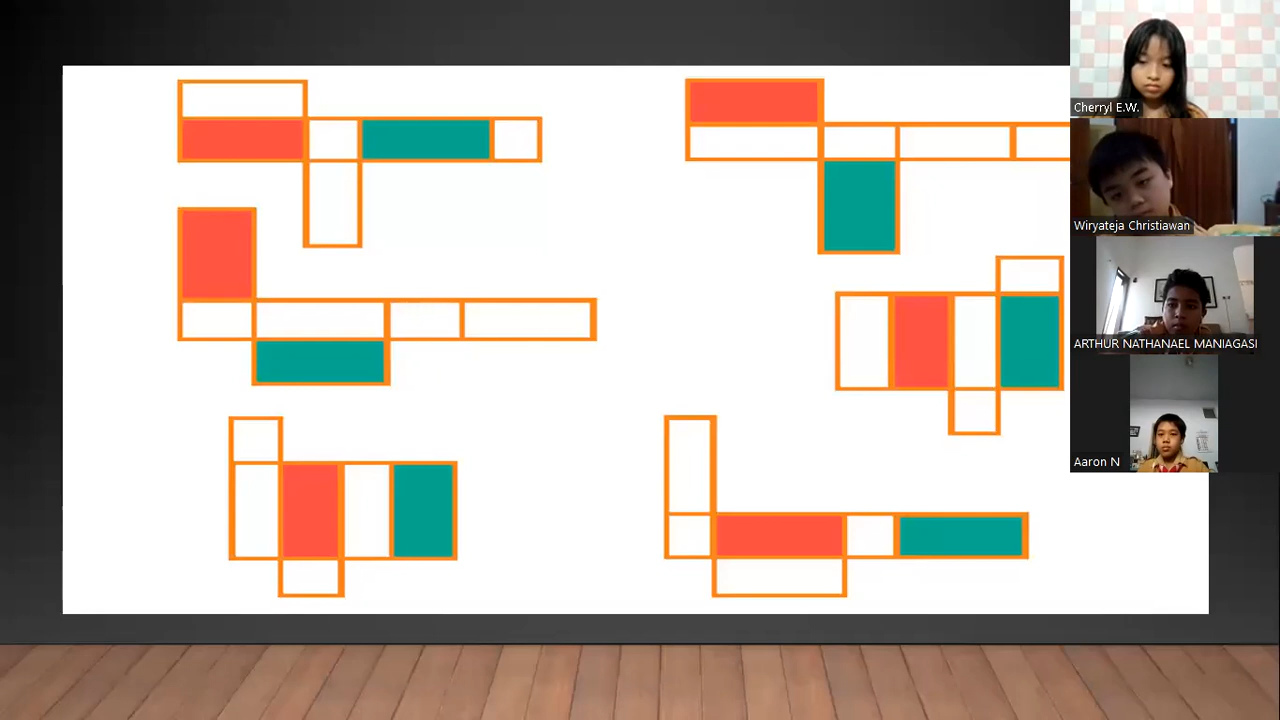 Cherryl E.W.
Wiryateja Christiawan
ARTHUR NATHANAEL MANIAGASI
Aaron N